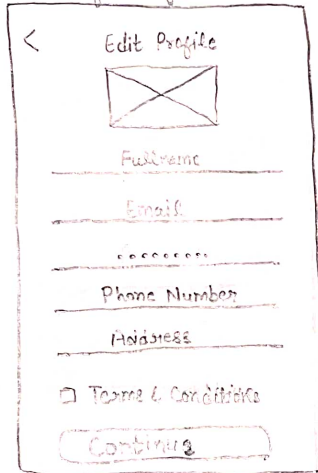 < Edit Profile
Fullname
Email
.........
Phone Number
Address
Terms & Conditions
Continue